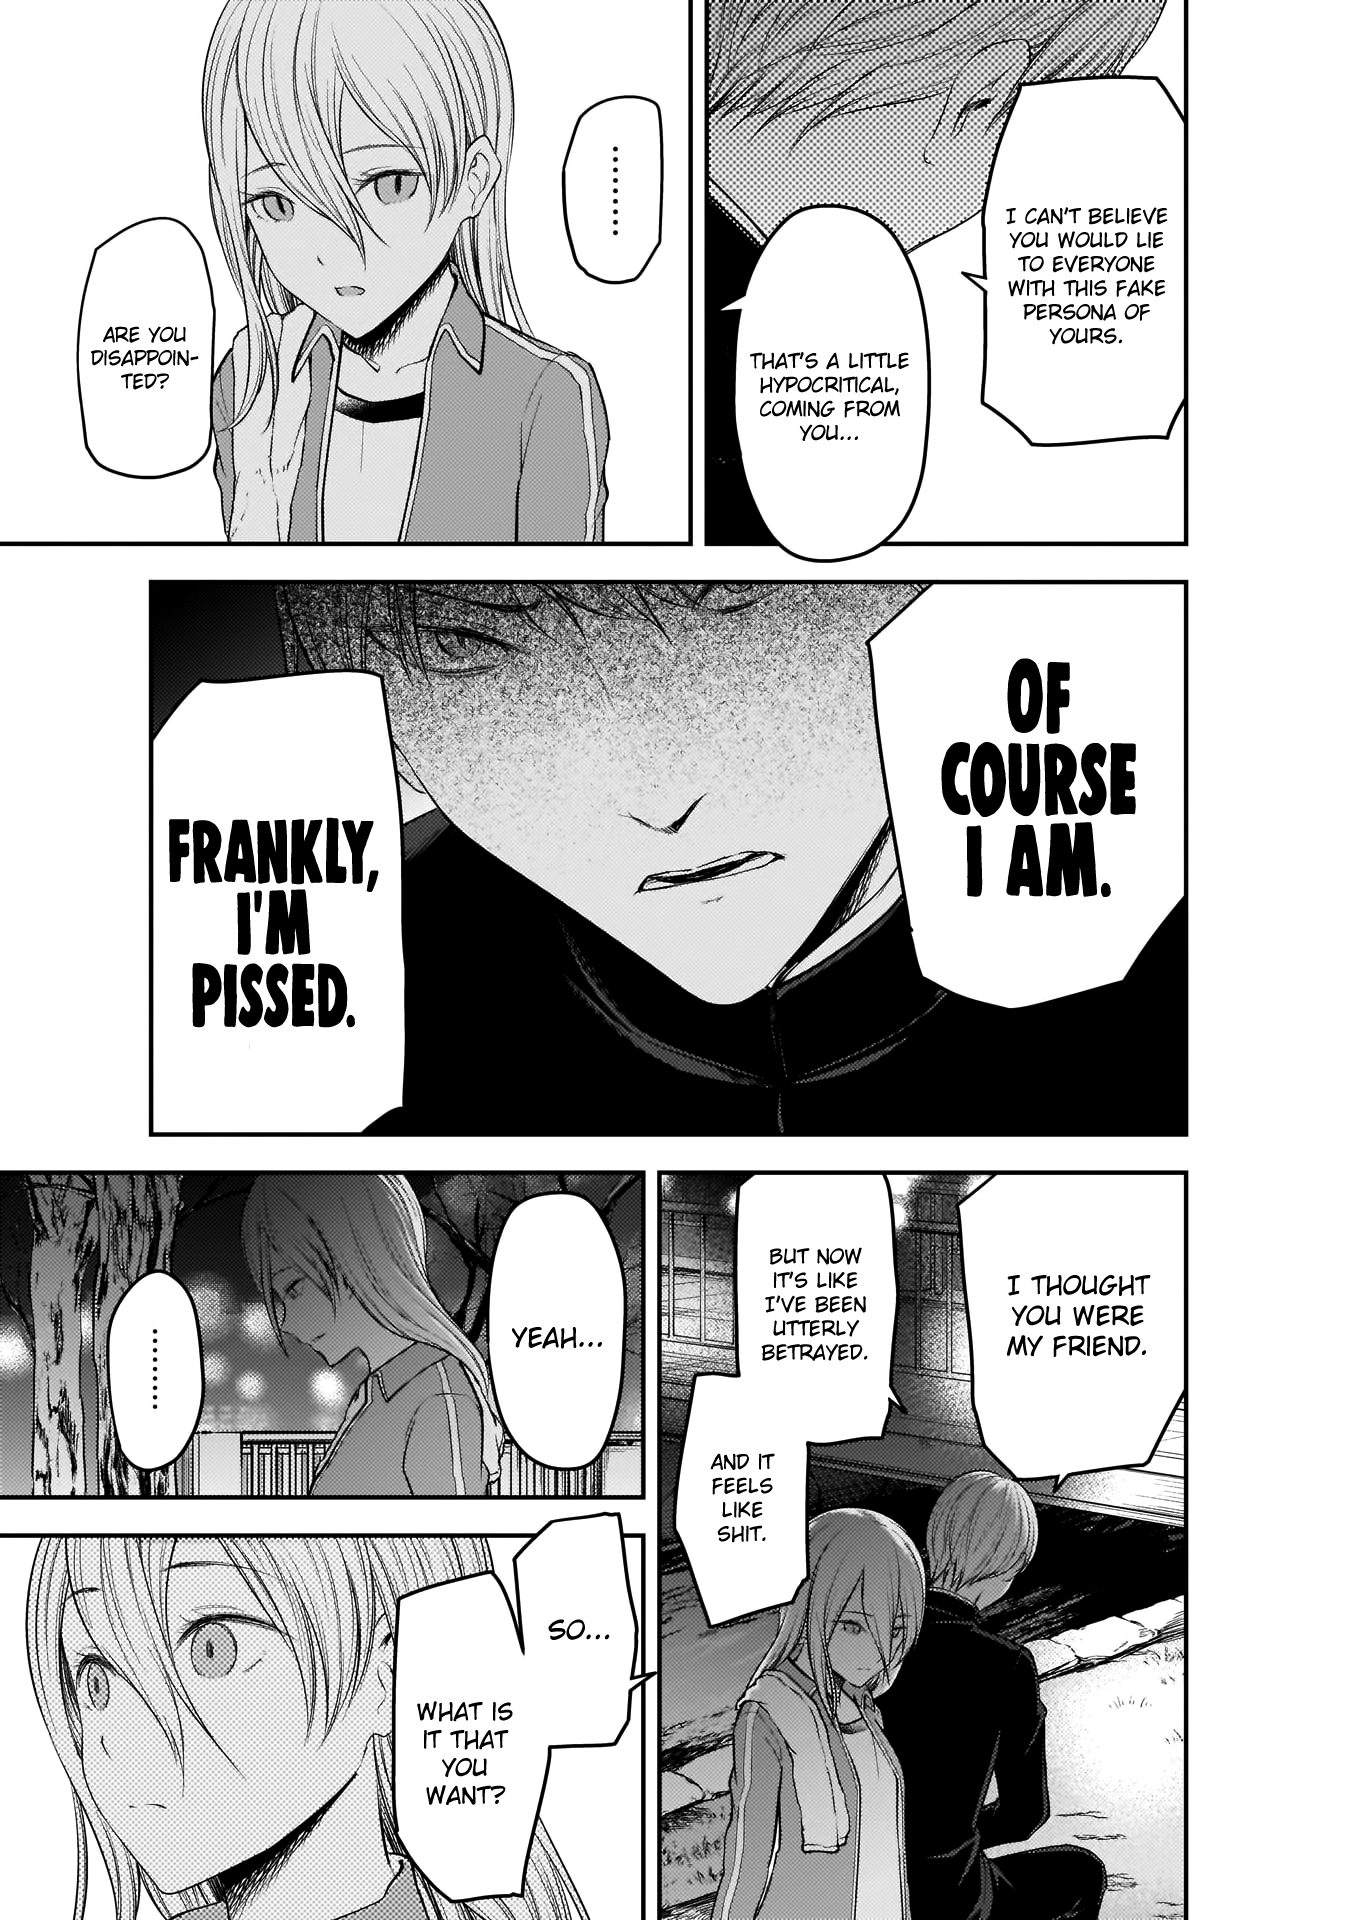 I CAN'T BELIEVE
YOU WOULD LIE
TO EVERYONE
WITH THIS FAKE
PERSONA OF
YOURS.
THAT'S A LITTLE
HYPOCRITICAL,
COMING FROM
YOU...
.........
ARE YOU
DISAPPOIN-
TED?
OF
COURSE
I AM.
FRANKLY,
I'M
PISSED.
I THOUGHT
YOU WERE
MY FRIEND.
BUT NOW
IT'S LIKE
I'VE BEEN
UTTERLY
BETRAYED.
AND IT
FEELS
LIKE
SHIT.
YEAH...
.........
SO...
WHAT IS
IT THAT
YOU
WANT?